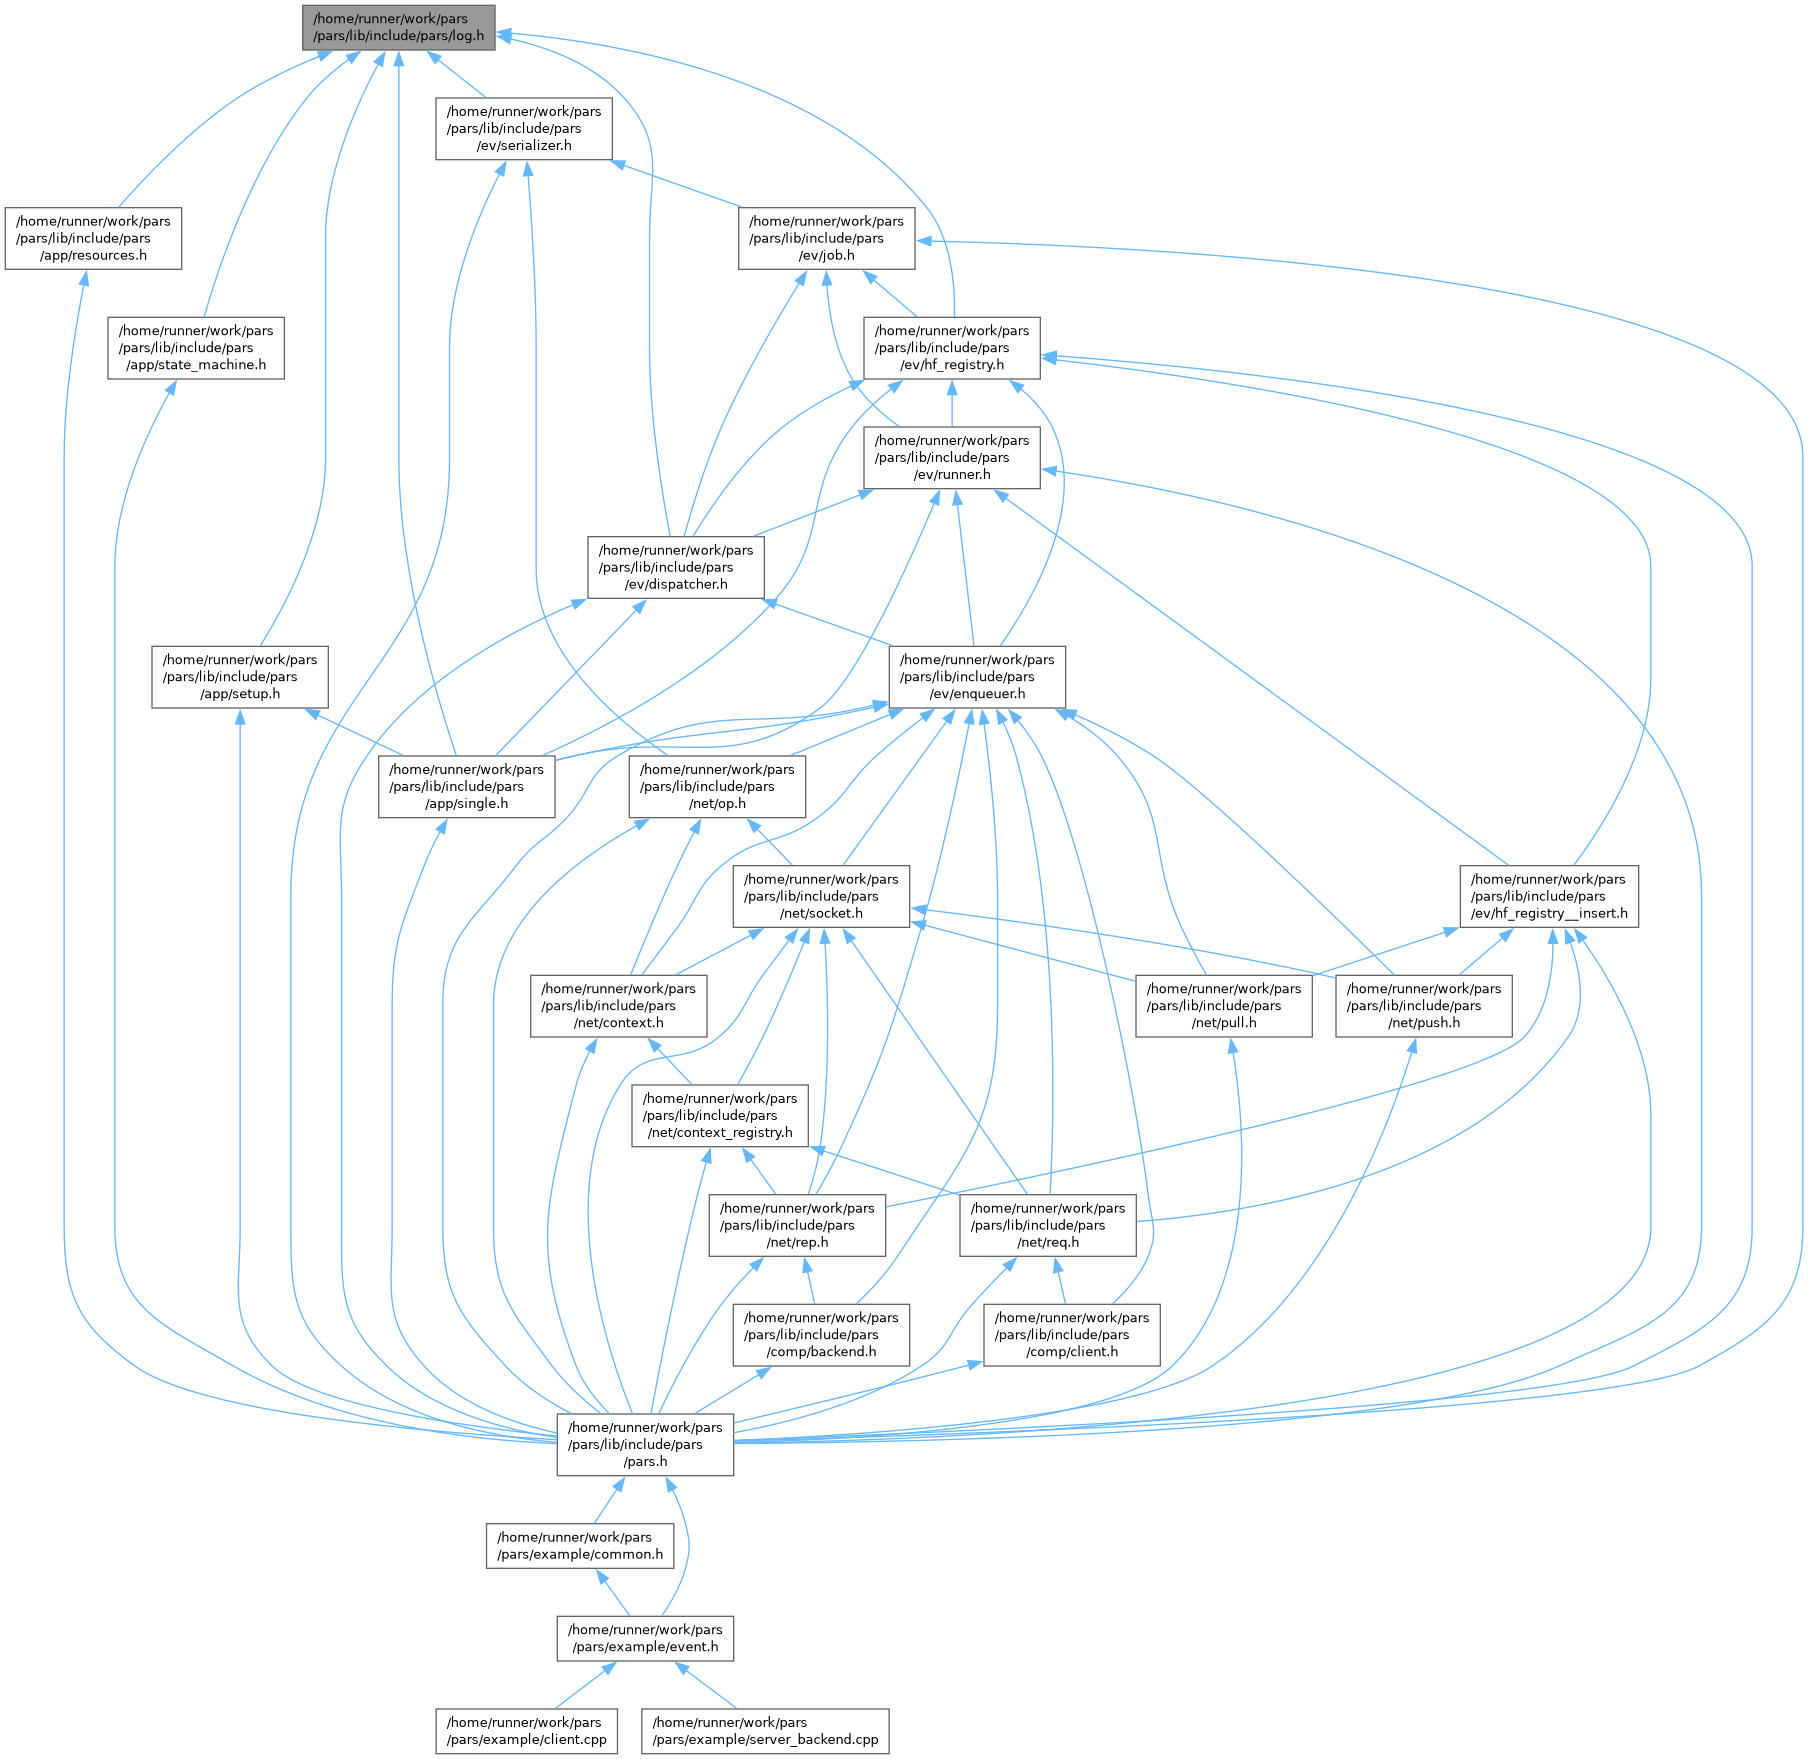 /home/runner/work/pars
/pars/lib/include/pars/log.h
/home/runner/work/pars
/pars/lib/include/pars
/ev/serializer.h
/home/runner/work/pars
/pars/lib/include/pars
/app/resources.h
/home/runner/work/pars
/pars/lib/include/pars
/ev/job.h
/home/runner/work/pars
/pars/lib/include/pars
/app/state_machine.h
/home/runner/work/pars
/pars/lib/include/pars
/ev/hf_registry.h
/home/runner/work/pars
/pars/lib/include/pars
/ev/runner.h
/home/runner/work/pars
/pars/lib/include/pars
/ev/dispatcher.h
/home/runner/work/pars
/pars/lib/include/pars
/app/setup.h
/home/runner/work/pars
/pars/lib/include/pars
/ev/enqueuer.h
/home/runner/work/pars
/pars/lib/include/pars
/app/single.h
/home/runner/work/pars
/pars/lib/include/pars
/net/op.h
/home/runner/work/pars
/pars/lib/include/pars
/net/socket.h
/home/runner/work/pars
/pars/lib/include/pars
/ev/hf_registry__insert.h
/home/runner/work/pars
/pars/lib/include/pars
/net/context.h
/home/runner/work/pars
/pars/lib/include/pars
/net/pull.h
/home/runner/work/pars
/pars/lib/include/pars
/net/push.h
/home/runner/work/pars
/pars/lib/include/pars
/net/context_registry.h
/home/runner/work/pars
/pars/lib/include/pars
/net/rep.h
/home/runner/work/pars
/pars/lib/include/pars
/net/req.h
/home/runner/work/pars
/pars/lib/include/pars
/comp/backend.h
/home/runner/work/pars
/pars/lib/include/pars
/comp/client.h
/home/runner/work/pars
/pars/lib/include/pars
/pars.h
/home/runner/work/pars
/pars/example/common.h
/home/runner/work/pars
/pars/example/event.h
/home/runner/work/pars
/pars/example/client.cpp
/home/runner/work/pars
/pars/example/server_backend.cpp